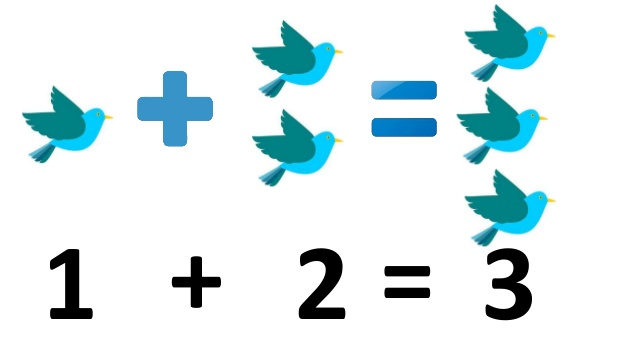 1 + 2 = 3